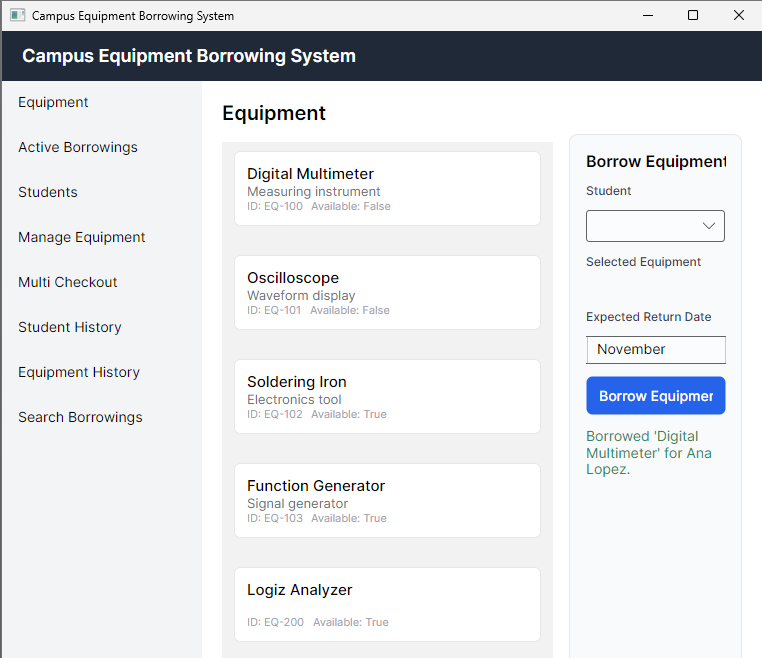 Campus Equipment Borrowing System
Campus Equipment Borrowing System
Equipment
Active Borrowings
Students
Manage Equipment
Multi Checkout
Student History
Equipment History
Search Borrowings
Equipment
Digital Multimeter
Measuring instrument
ID: EQ-100 Available: False
Oscilloscope
Waveform display
ID: EQ-101 Available: False
Soldering Iron
Electronics tool
ID: EQ-102 Available: True
Function Generator
Signal generator
ID: EQ-103 Available: True
Logiz Analyzer
ID: EQ-200 Available: True
Borrow Equipment
Student
Selected Equipment
Expected Return Date
November
Borrow Equipmer
Borrowed 'Digital
Multimeter' for Ana
Lopez.